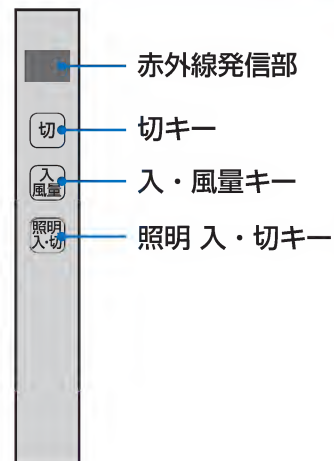 赤外線発信部
切 切キー
入
風量 入・風量キー
照明
入・切 照明 入・切キー